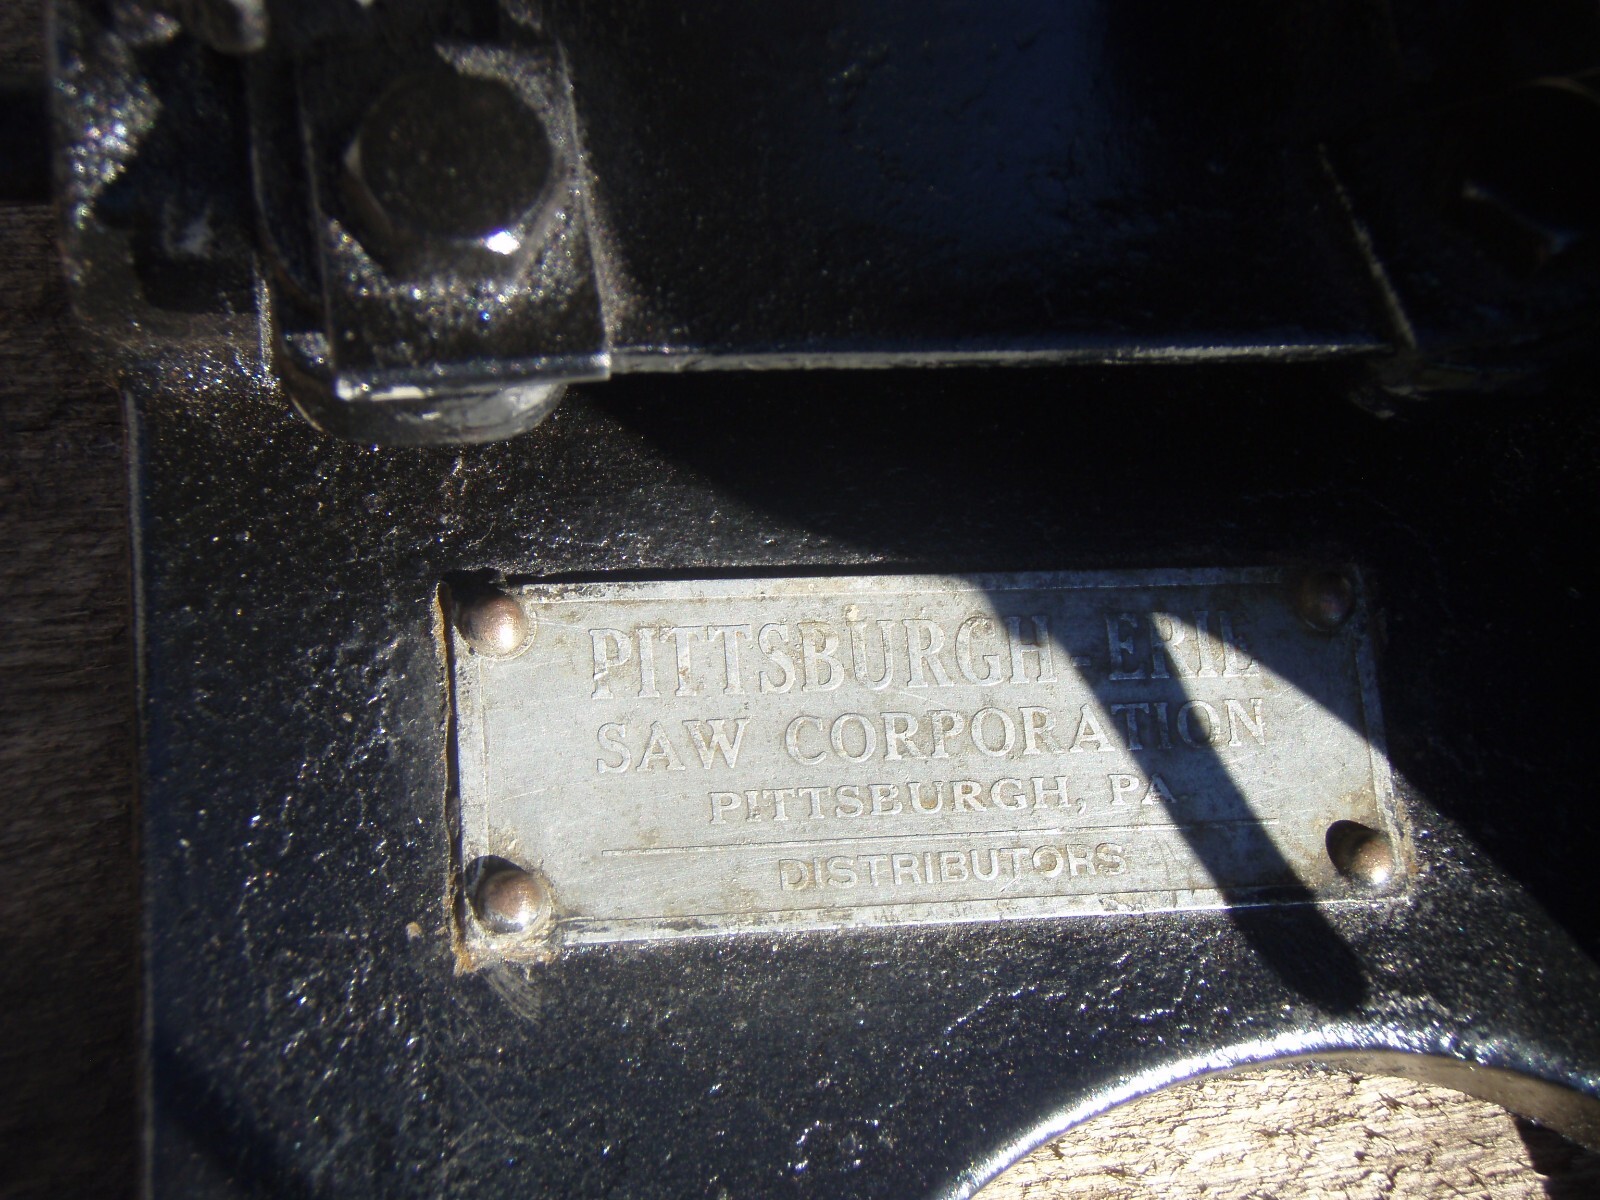 PITTSBURGH-ERIE
SAW CORPORATION
PITTSBURGH, PA
DISTRIBUTORS